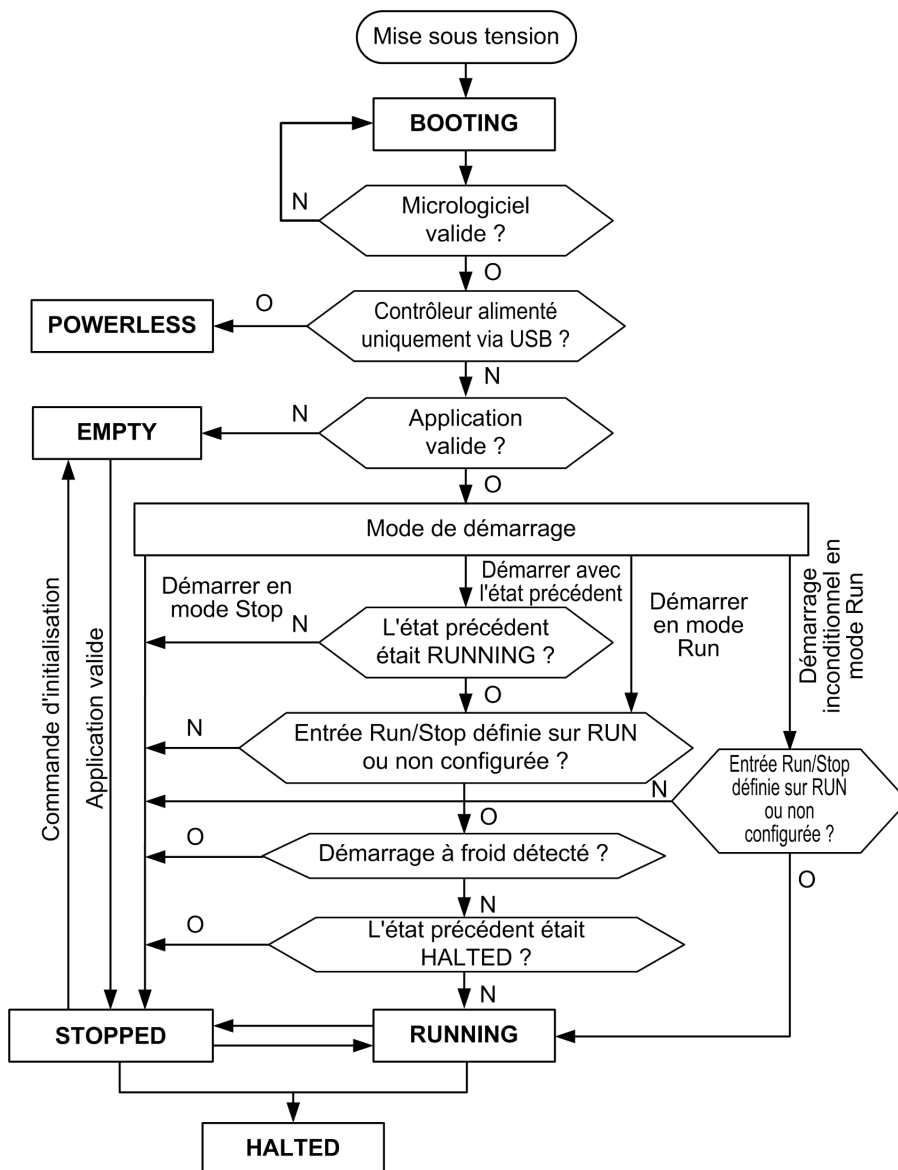 Mise sous tension
BOOTING
N
Micrologiciel
valide ?
O
O
Contrôleur alimenté
uniquement via USB ?
POWERLESS
N
N
Application
valide ?
EMPTY
O
Mode de démarrage
Démarrer en
mode Stop
Démarrer avec
l'état précédent
Démarrer
en mode
Run
Démarrage
inconditionnel en
mode Run
N
L'état précédent
était RUNNING ?
O
Commande d'initialisation
Application valide
N
Entrée Run/Stop définie sur RUN
ou non configurée ?
N
Entrée Run/Stop
définie sur RUN
ou non
configurée ?
O
O
Démarrage à froid détecté ?
O
N
O
L'état précédent était
HALTED ?
N
STOPPED
RUNNING
HALTED